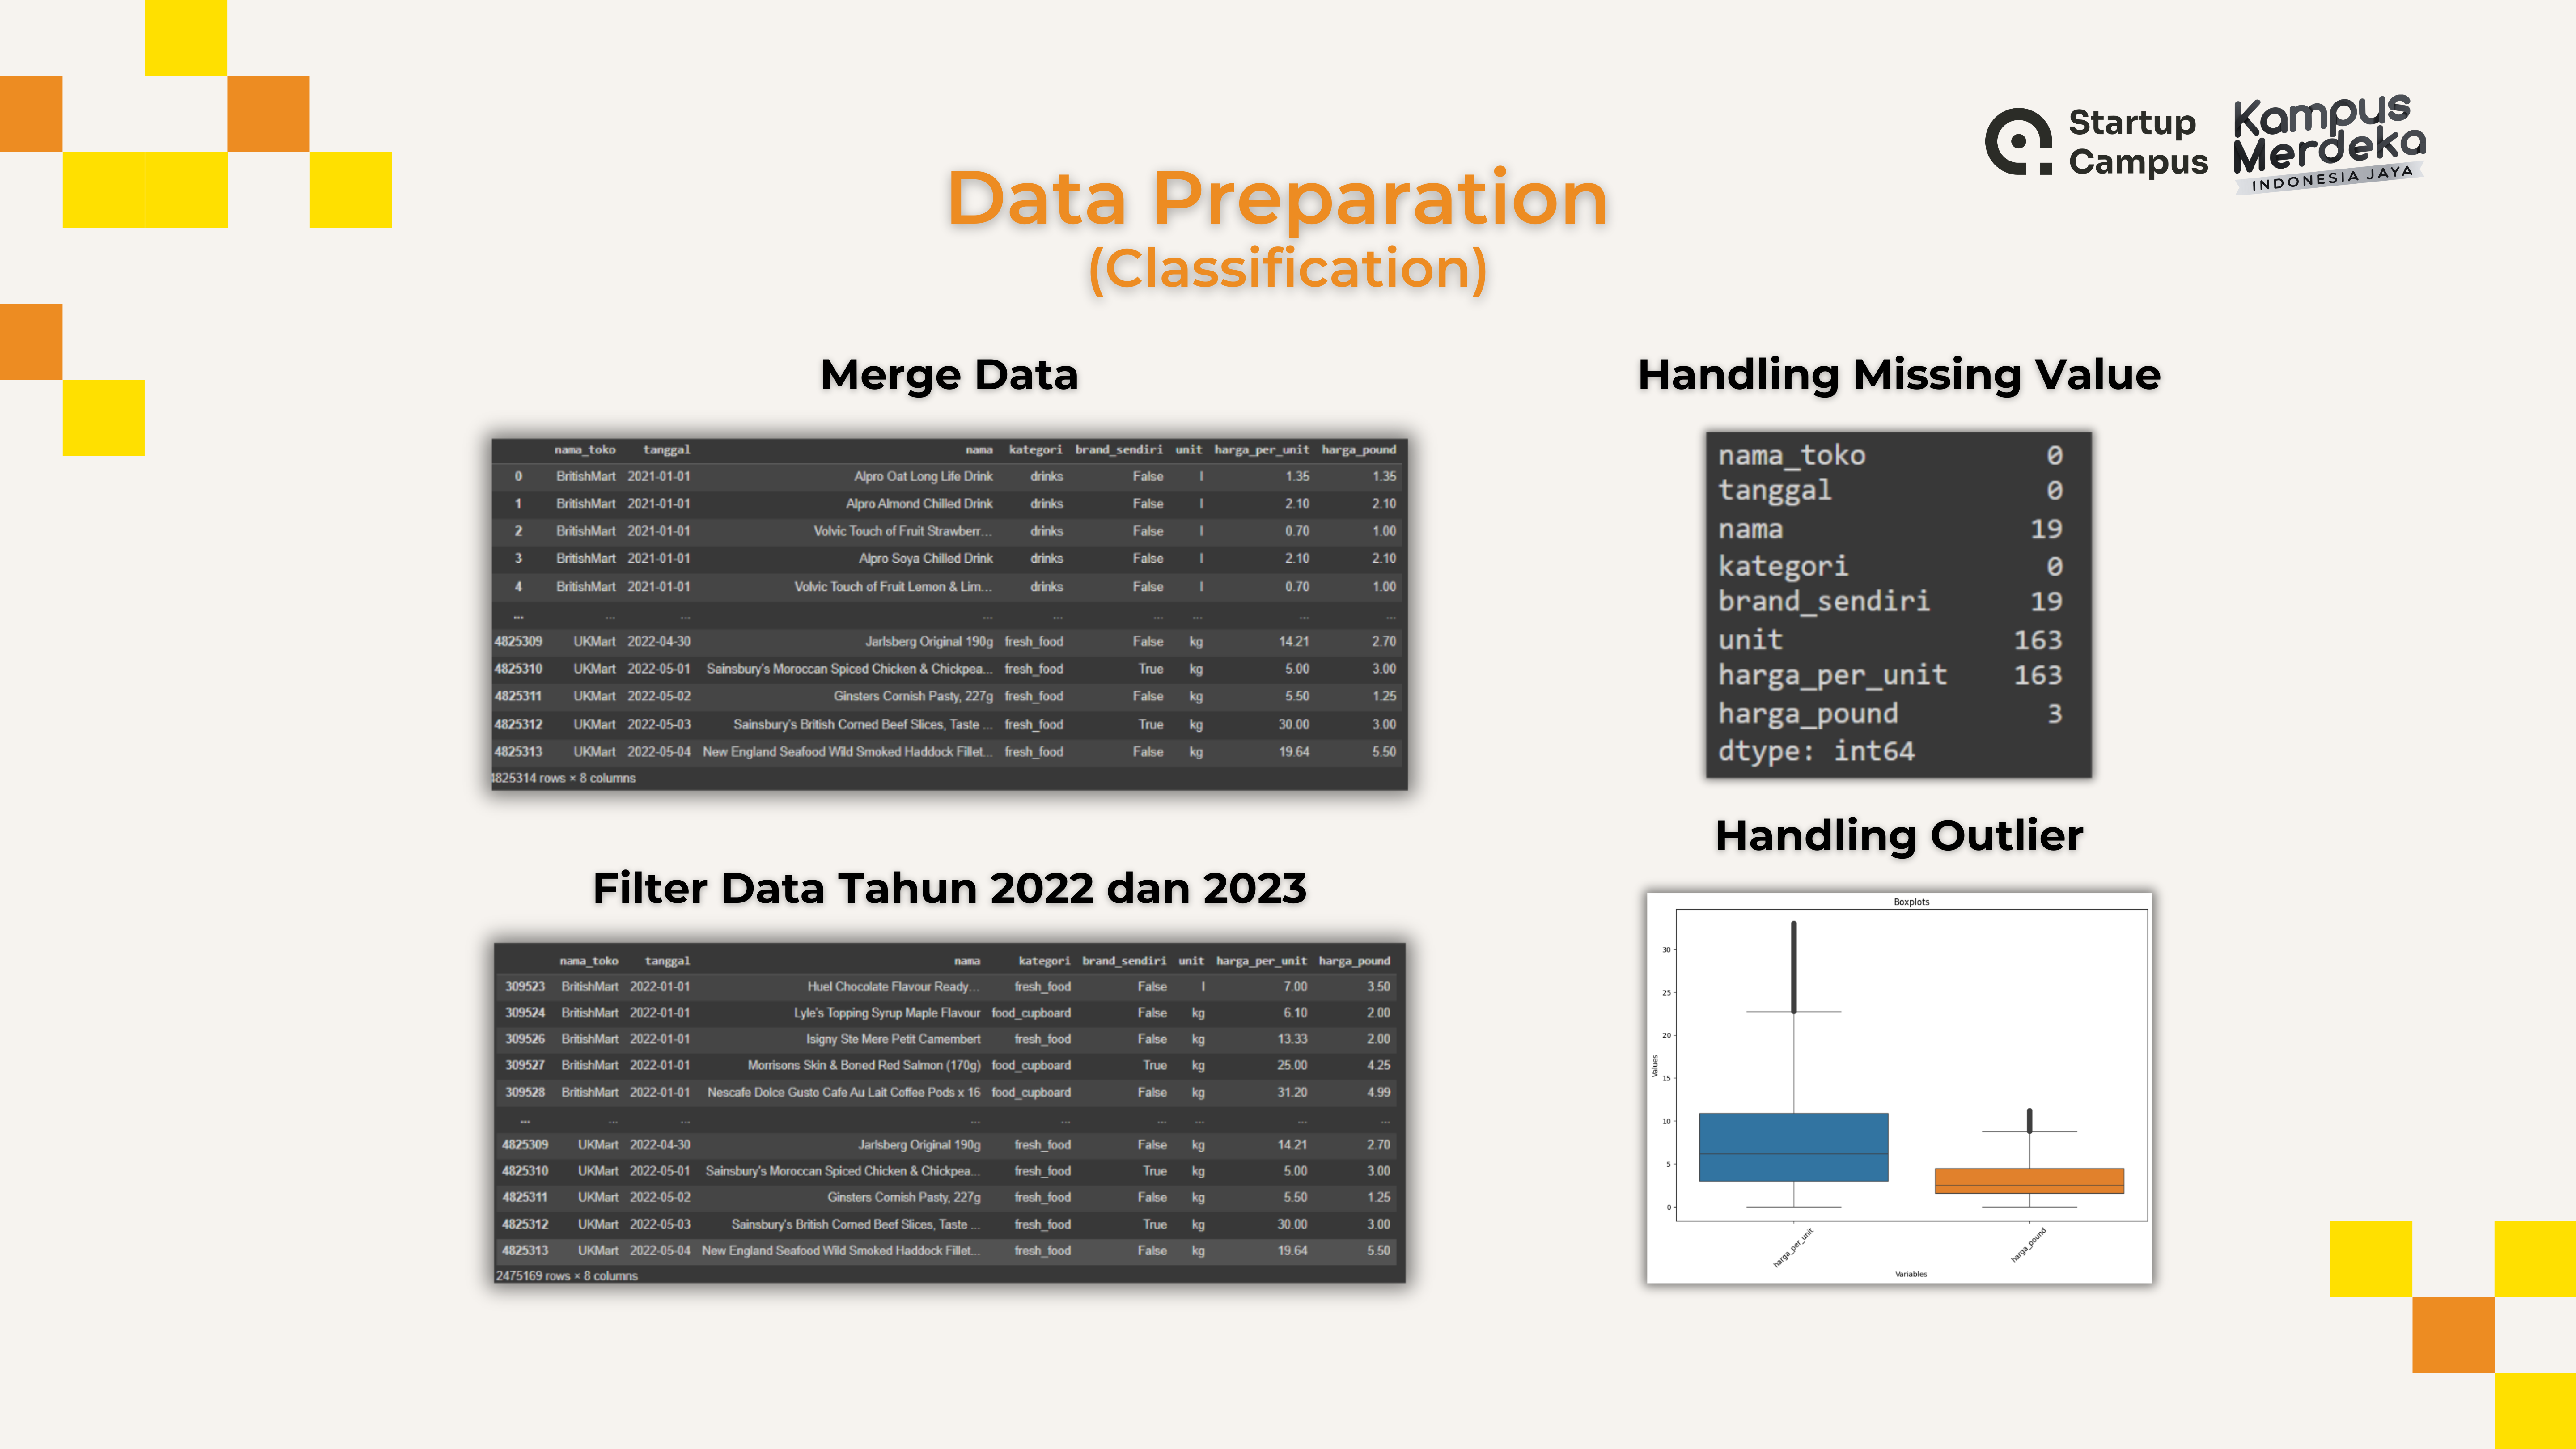 Startup
Campus
Kampus
Merdeka
INDONESIA JAYA
Data Preparation
(Classification)
Merge Data
nama_toko tanggal nama kategori brand_sendiri unit harga_per_unit harga_pound
0 BritishMart 2021-01-01 Alpro Oat Long Life Drink drinks False l 1.35 1.35
1 BritishMart 2021-01-01 Alpro Almond Chilled Drink drinks False l 2.10 2.10
2 BritishMart 2021-01-01 Volvic Touch of Fruit Strawberr... drinks False l 0.70 1.00
3 BritishMart 2021-01-01 Alpro Soya Chilled Drink drinks False l 2.10 2.10
4 BritishMart 2021-01-01 Volvic Touch of Fruit Lemon & Lim... drinks False l 0.70 1.00
... ... ... ... ... ... ... ... ...
4825309 UKMart 2022-04-30 Jarlsberg Original 190g fresh_food False kg 14.21 2.70
4825310 UKMart 2022-05-01 Sainsbury's Moroccan Spiced Chicken & Chickpea... fresh_food True kg 5.00 3.00
4825311 UKMart 2022-05-02 Ginsters Cornish Pasty, 227g fresh_food False kg 5.50 1.25
4825312 UKMart 2022-05-03 Sainsbury's British Corned Beef Slices, Taste ... fresh_food True kg 30.00 3.00
4825313 UKMart 2022-05-04 New England Seafood Wild Smoked Haddock Fillet... fresh_food False kg 19.64 5.50
4825314 rows × 8 columns
Filter Data Tahun 2022 dan 2023
nama_toko tanggal nama kategori brand_sendiri unit harga_per_unit harga_pound
309523 BritishMart 2022-01-01 Huel Chocolate Flavour Ready... fresh_food False l 7.00 3.50
309524 BritishMart 2022-01-01 Lyle's Topping Syrup Maple Flavour food_cupboard False kg 6.10 2.00
309526 BritishMart 2022-01-01 Isigny Ste Mere Petit Camembert fresh_food False kg 13.33 2.00
309527 BritishMart 2022-01-01 Morrisons Skin & Boned Red Salmon (170g) food_cupboard True kg 25.00 4.25
309528 BritishMart 2022-01-01 Nescafe Dolce Gusto Cafe Au Lait Coffee Pods x 16 food_cupboard False kg 31.20 4.99
... ... ... ... ... ... ... ... ...
4825309 UKMart 2022-04-30 Jarlsberg Original 190g fresh_food False kg 14.21 2.70
4825310 UKMart 2022-05-01 Sainsbury's Moroccan Spiced Chicken & Chickpea... fresh_food True kg 5.00 3.00
4825311 UKMart 2022-05-02 Ginsters Cornish Pasty, 227g fresh_food False kg 5.50 1.25
4825312 UKMart 2022-05-03 Sainsbury's British Corned Beef Slices, Taste ... fresh_food True kg 30.00 3.00
4825313 UKMart 2022-05-04 New England Seafood Wild Smoked Haddock Fillet... fresh_food False kg 19.64 5.50
2475169 rows × 8 columns
Handling Missing Value
nama_toko 0
tanggal 0
nama 19
kategori 0
brand_sendiri 19
unit 163
harga_per_unit 163
harga_pound 3
dtype: int64
Handling Outlier
Boxplots
30
25
20
15
10
5
0
Values
harga_per_unit
harga_pound
Variables